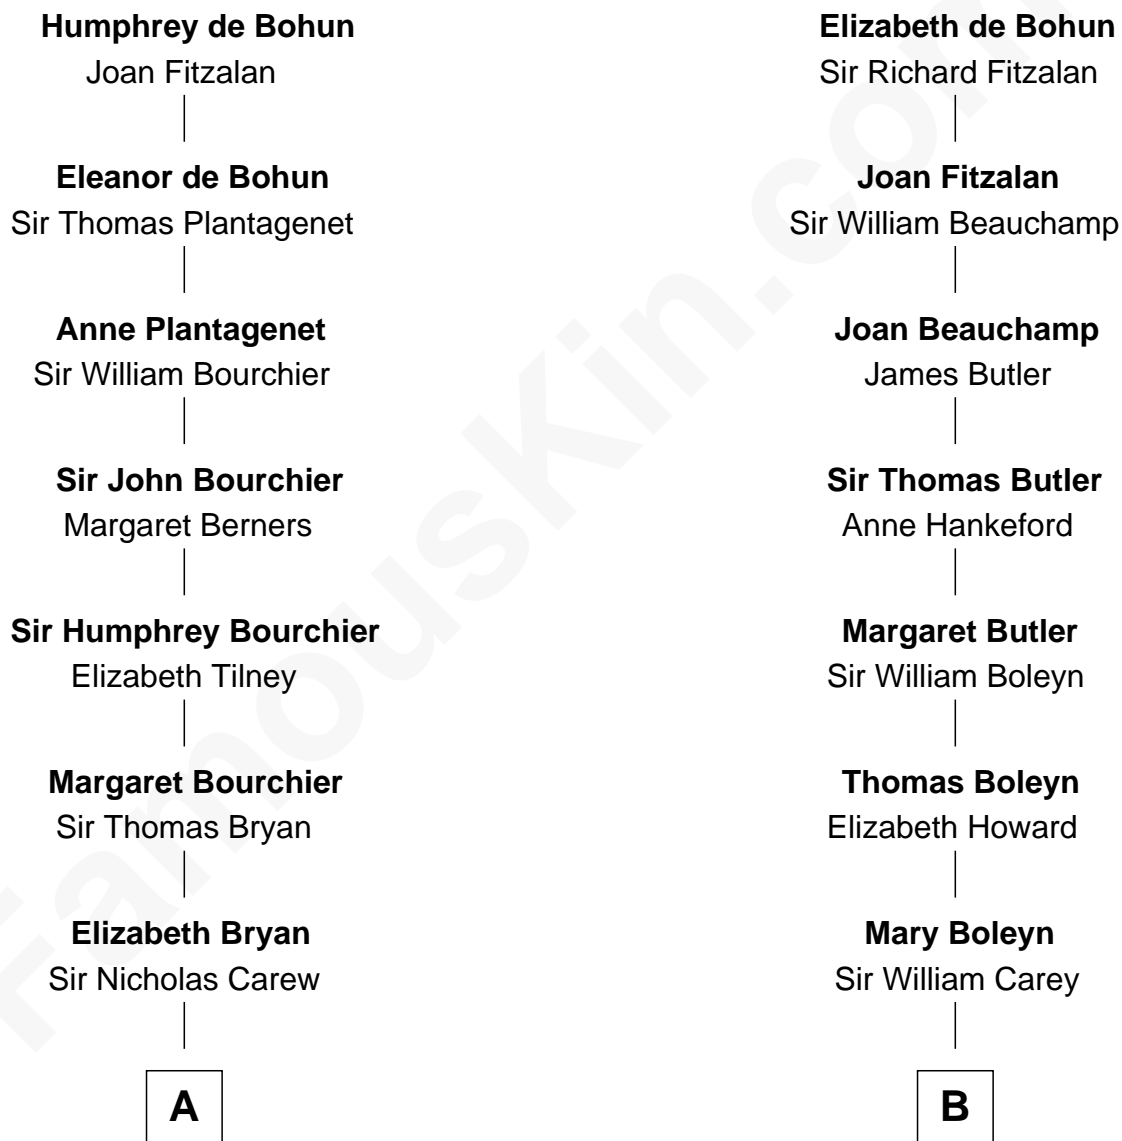 Humphrey de Bohun
Joan Fitzalan
Eleanor de Bohun
Sir Thomas Plantagenet
Anne Plantagenet
Sir William Bourchier
Sir John Bourchier
Margaret Berners
Sir Humphrey Bourchier
Elizabeth Tilney
Margaret Bourchier
Sir Thomas Bryan
Elizabeth Bryan
Sir Nicholas Carew
A
Elizabeth de Bohun
Sir Richard Fitzalan
Joan Fitzalan
Sir William Beauchamp
Joan Beauchamp
James Butler
Sir Thomas Butler
Anne Hankeford
Margaret Butler
Sir William Boleyn
Thomas Boleyn
Elizabeth Howard
Mary Boleyn
Sir William Carey
B
FamousKin.com